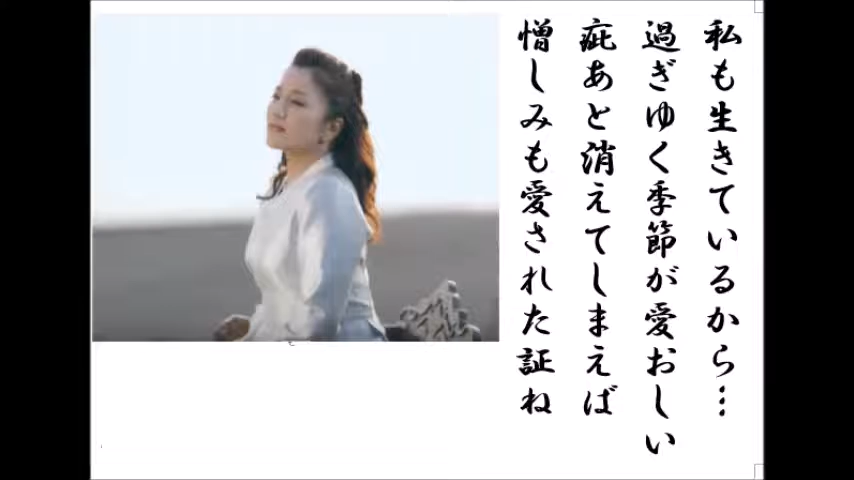 私も生きているから…
過ぎゆく季節が愛おしい
疵あと消えてしまえば
憎しみも愛された証ね